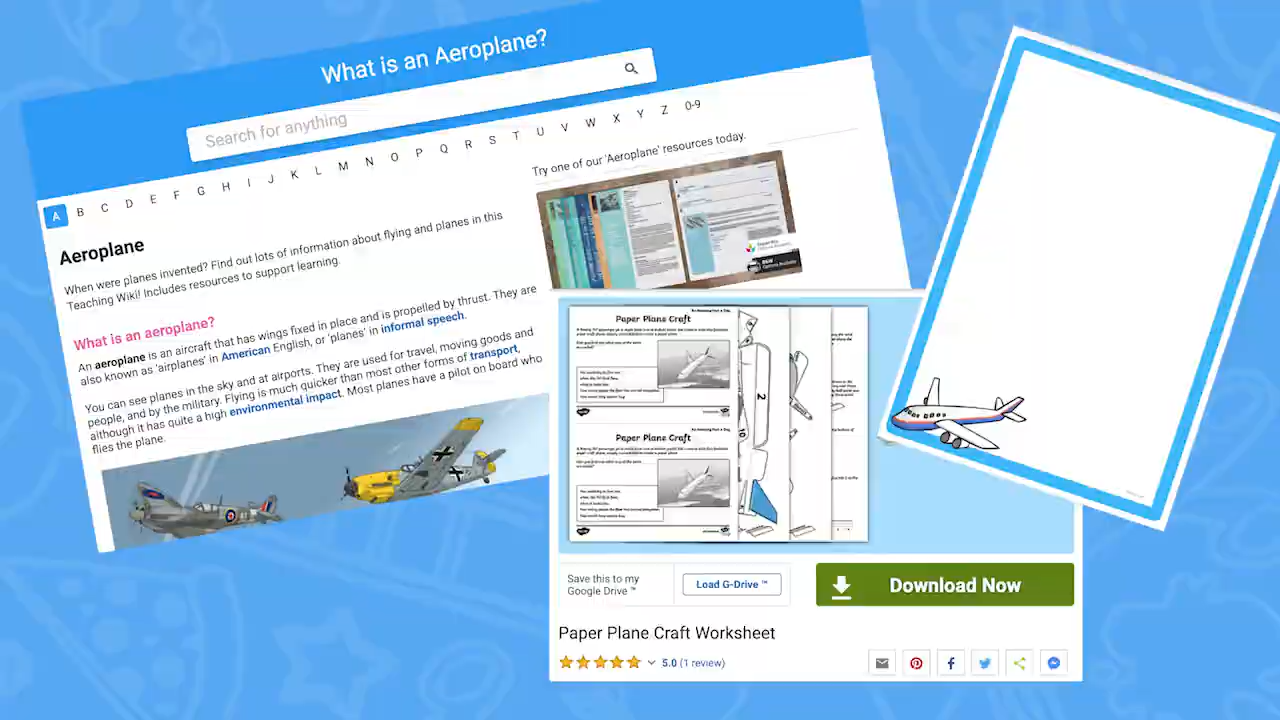 What is an Aeroplane?
Search for anything
A B C D E F G H I J K L M N O P Q R S T U V W X Y Z 0-9
Aeroplane
When were planes invented? Find out lots of information about flying and planes in this
Teaching Wiki! Includes resources to support learning.
What is an aeroplane?
An aeroplane is an aircraft that has wings fixed in place and is propelled by thrust. They are
also known as 'airplanes' in American English, or 'planes' in informal speech.
You can see planes in the sky and at airports. They are used for travel, moving goods and
people, and by the military. Flying is much quicker than most other forms of transport,
although it has quite a high environmental impact. Most planes have a pilot on board who
flies the plane.
Try one of our 'Aeroplane' resources today.
Paper Plane Craft
Paper Plane Craft
2
Save this to my
Google Drive ™
Load G-Drive ™
Download Now
Paper Plane Craft Worksheet
5.0 (1 review)